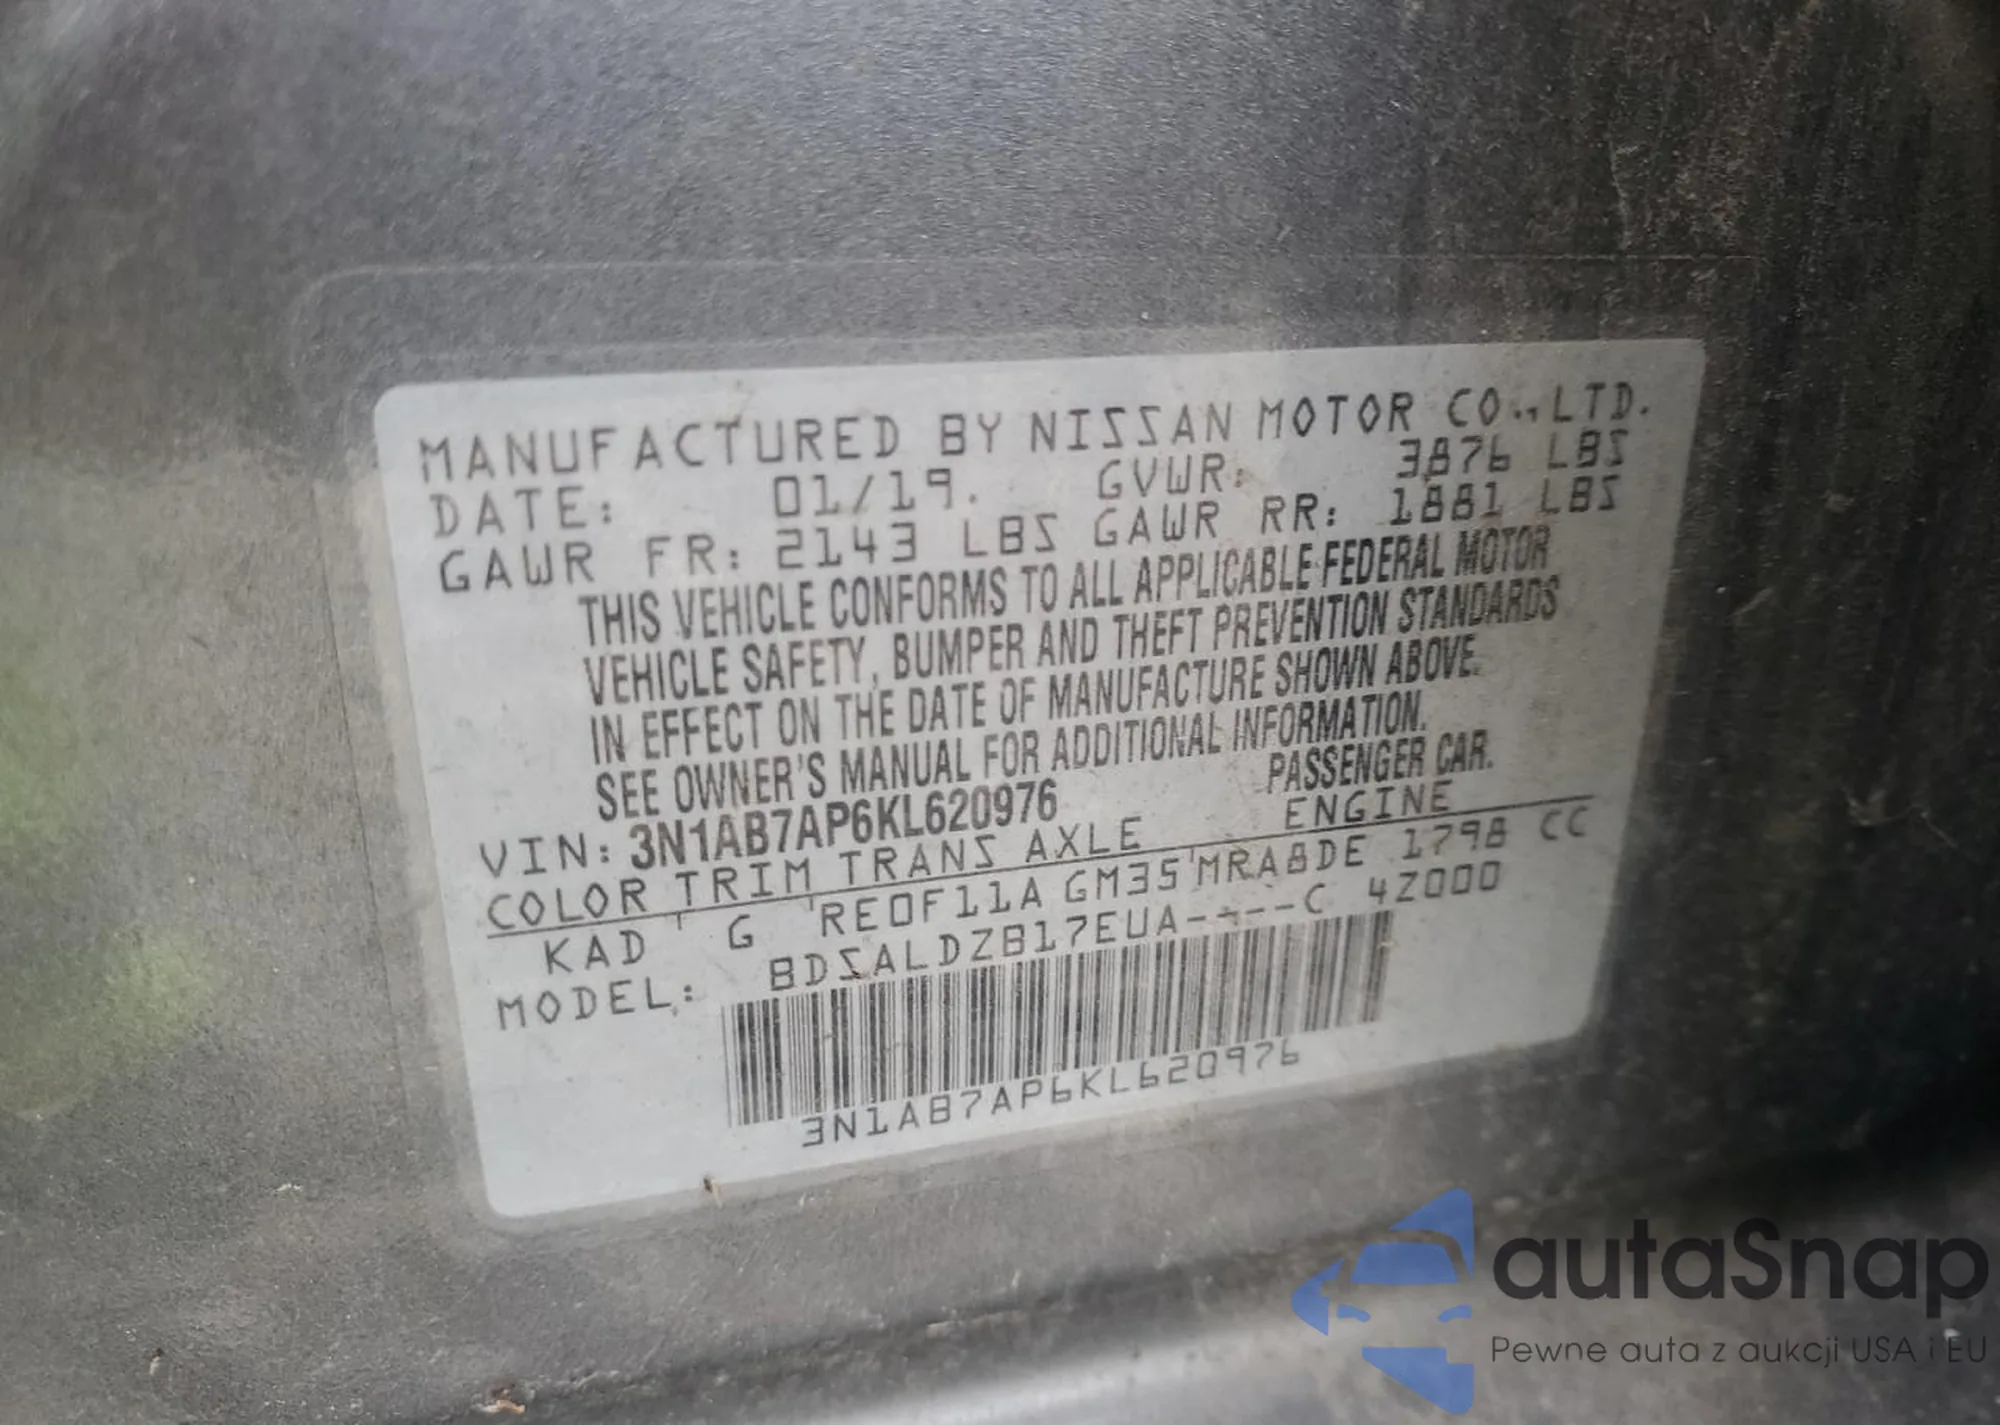 MANUFACTURED BY NISSAN MOTOR CO., LTD.
DATE: 01/19. GVWR: 3876 LBS
GAWR FR: 2143 LBS GAWR RR: 1881 LBS
THIS VEHICLE CONFORMS TO ALL APPLICABLE FEDERAL MOTOR
VEHICLE SAFETY, BUMPER AND THEFT PREVENTION STANDARDS
IN EFFECT ON THE DATE OF MANUFACTURE SHOWN ABOVE.
SEE OWNER'S MANUAL FOR ADDITIONAL INFORMATION.
VIN: 3N1AB7AP6KL620976 PASSENGER CAR.
COLOR TRIM TRANS AXLE ENGINE
KAD G RE0F11A GM35 MRA8DE 1798 CC
MODEL: BDSALDZB17EUA----C 4Z000
3N1AB7AP6KL620976
autaSnap
Pewne auta z aukcji USA i EU